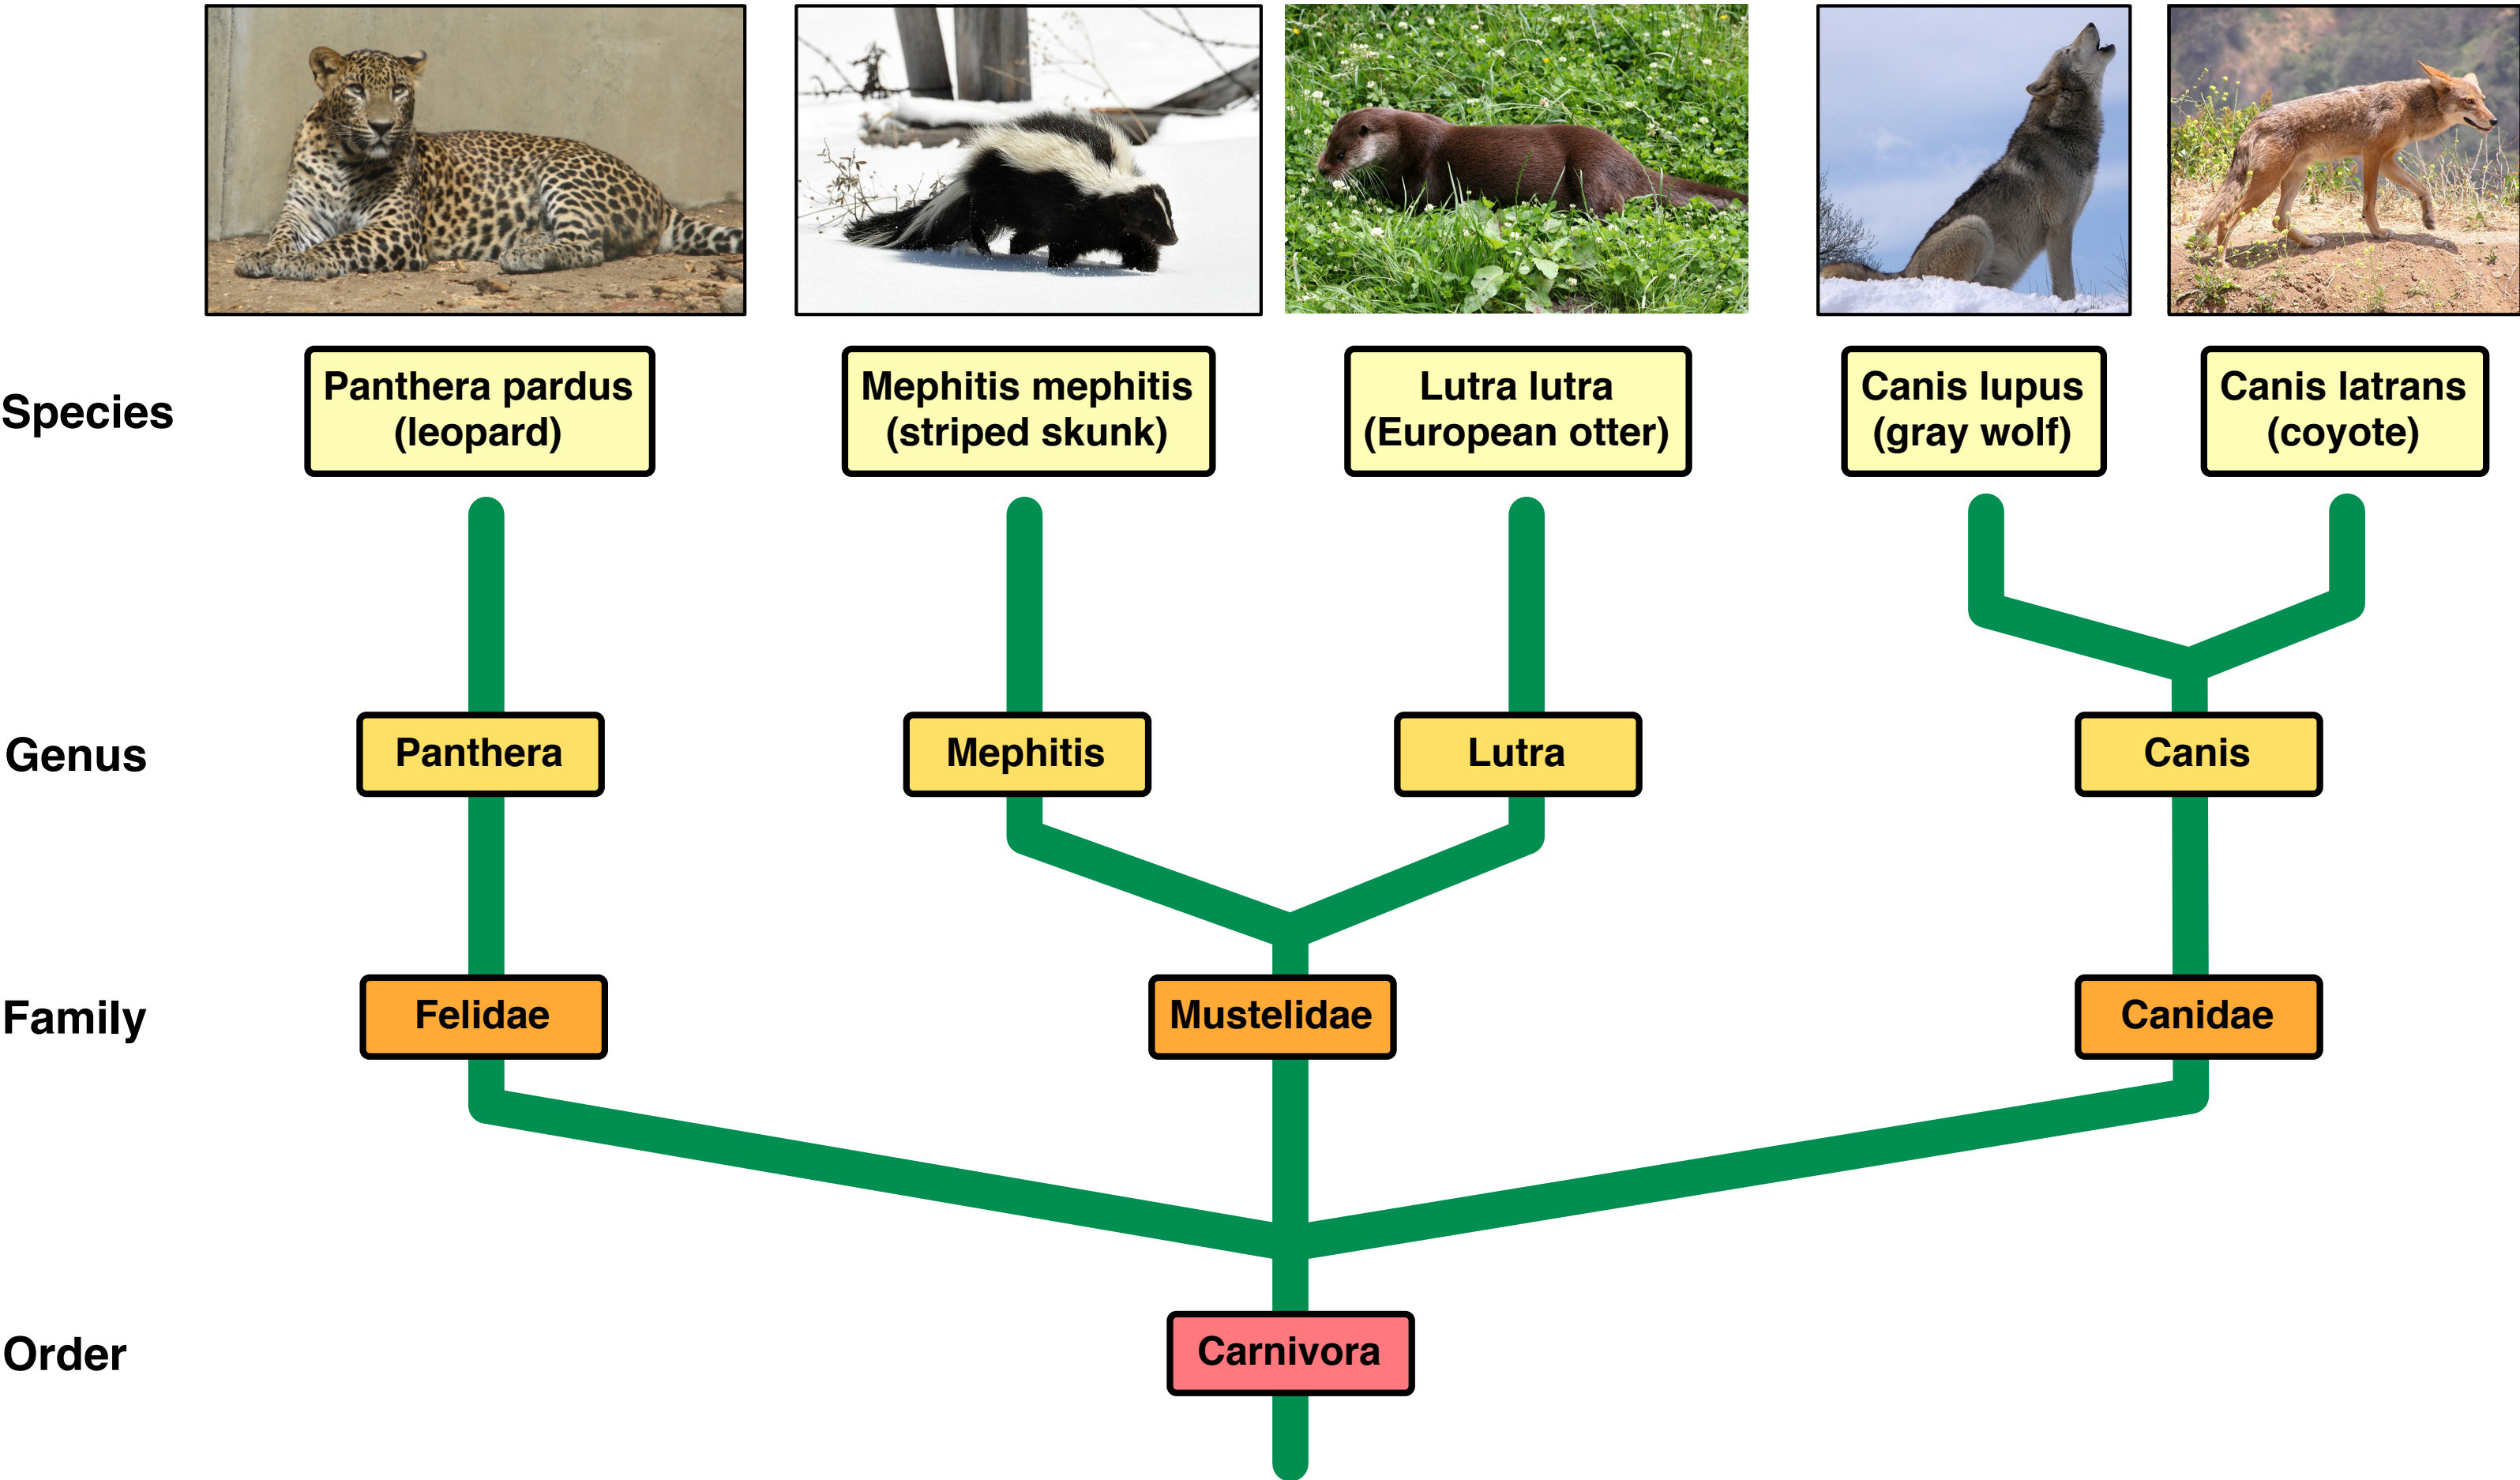 Species
Panthera pardus
(leopard)
Mephitis mephitis
(striped skunk)
Lutra lutra
(European otter)
Canis lupus
(gray wolf)
Canis latrans
(coyote)
Genus
Panthera
Mephitis
Lutra
Canis
Family
Felidae
Mustelidae
Canidae
Order
Carnivora